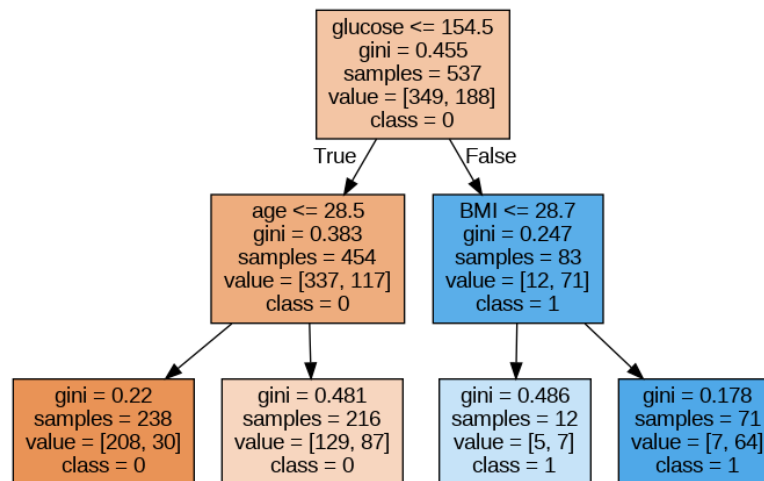 glucose <= 154.5
gini = 0.455
samples = 537
value = [349, 188]
class = 0
True
False
age <= 28.5
gini = 0.383
samples = 454
value = [337, 117]
class = 0
BMI <= 28.7
gini = 0.247
samples = 83
value = [12, 71]
class = 1
gini = 0.22
samples = 238
value = [208, 30]
class = 0
gini = 0.481
samples = 216
value = [129, 87]
class = 0
gini = 0.486
samples = 12
value = [5, 7]
class = 1
gini = 0.178
samples = 71
value = [7, 64]
class = 1